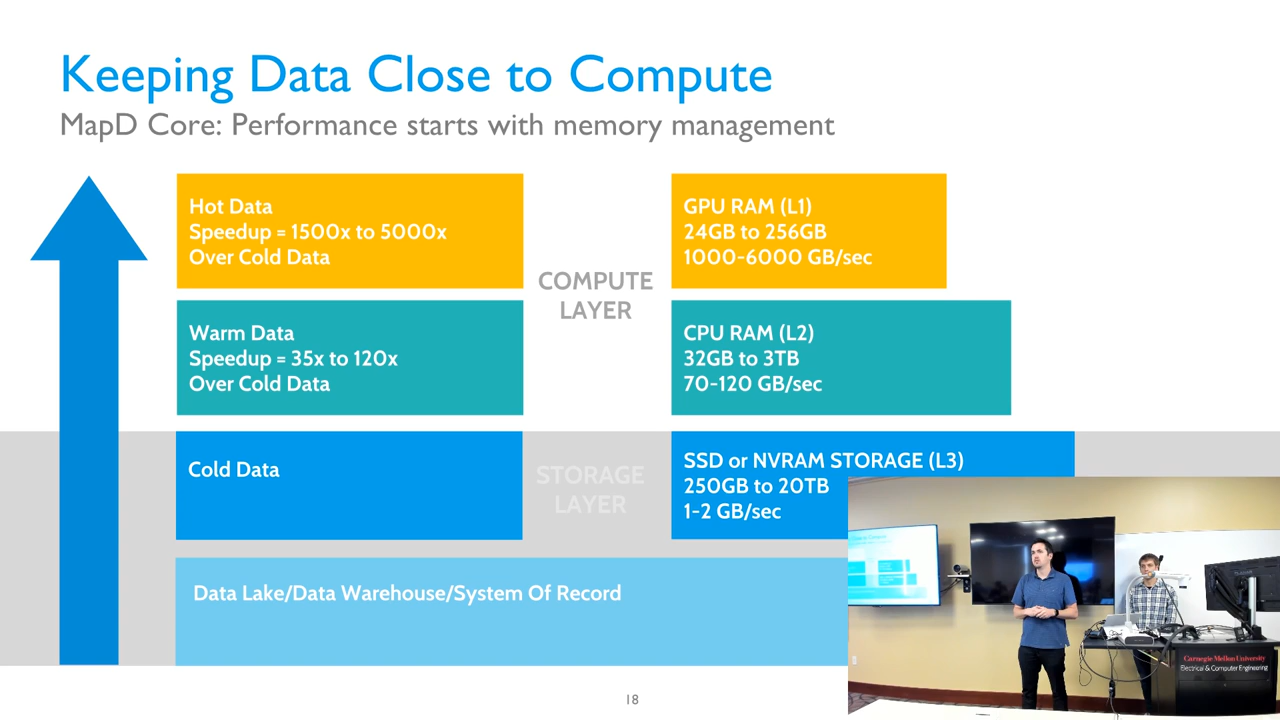 Keeping Data Close to Compute
MapD Core: Performance starts with memory management
Hot Data
Speedup = 1500x to 5000x
Over Cold Data
GPU RAM (L1)
24GB to 256GB
1000-6000 GB/sec
COMPUTE
LAYER
Warm Data
Speedup = 35x to 120x
Over Cold Data
CPU RAM (L2)
32GB to 3TB
70-120 GB/sec
Cold Data
STORAGE
LAYER
SSD or NVRAM STORAGE (L3)
250GB to 20TB
1-2 GB/sec
Data Lake/Data Warehouse/System Of Record
Carnegie Mellon University
Electrical & Computer Engineering
18